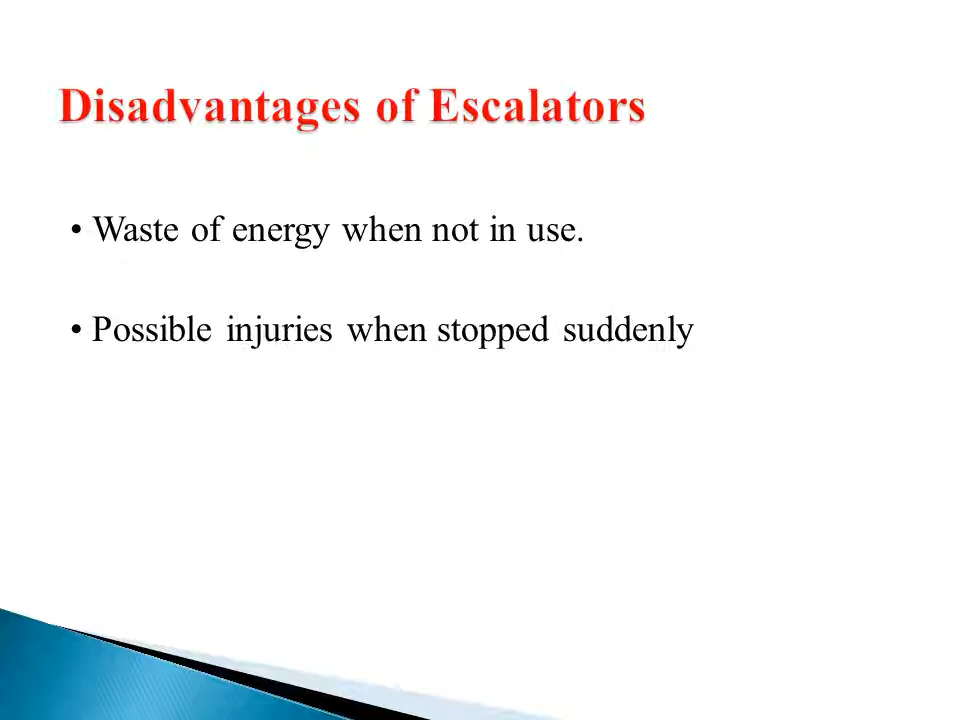 Disadvantages of Escalators
• Waste of energy when not in use.
• Possible injuries when stopped suddenly